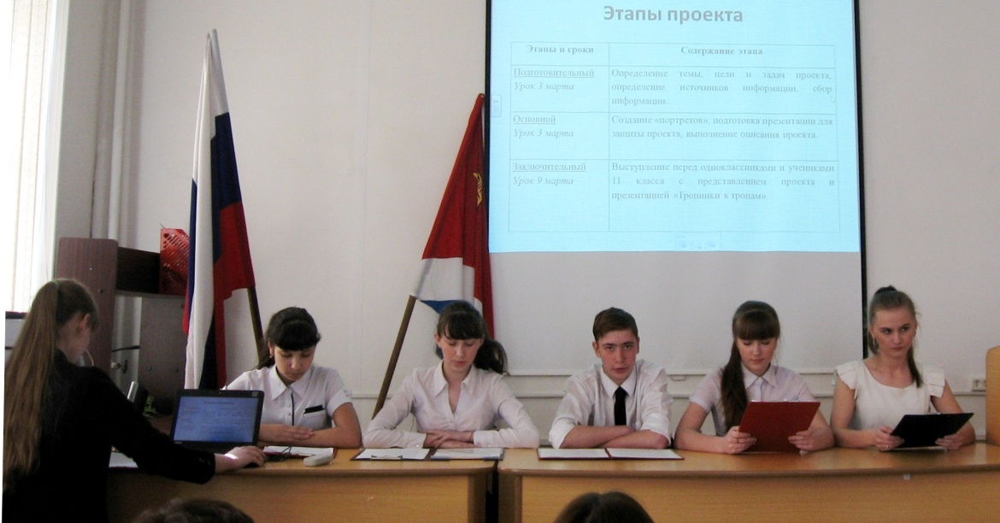 Этапы проекта
Этапы и сроки
Содержание этапа
Подготовительный
Урок 3 марта
Определение темы, цели и задач проекта,
определение источников информации, сбор
информации.
Основной
Урок 3 марта
Создание «портретов», подготовка презентации для
защиты проекта, выполнение описания проекта.
Заключительный
Урок 9 марта
Выступление перед одноклассниками и учениками
11 класса с представлением проекта и
презентацией «Тропинки к тропам».